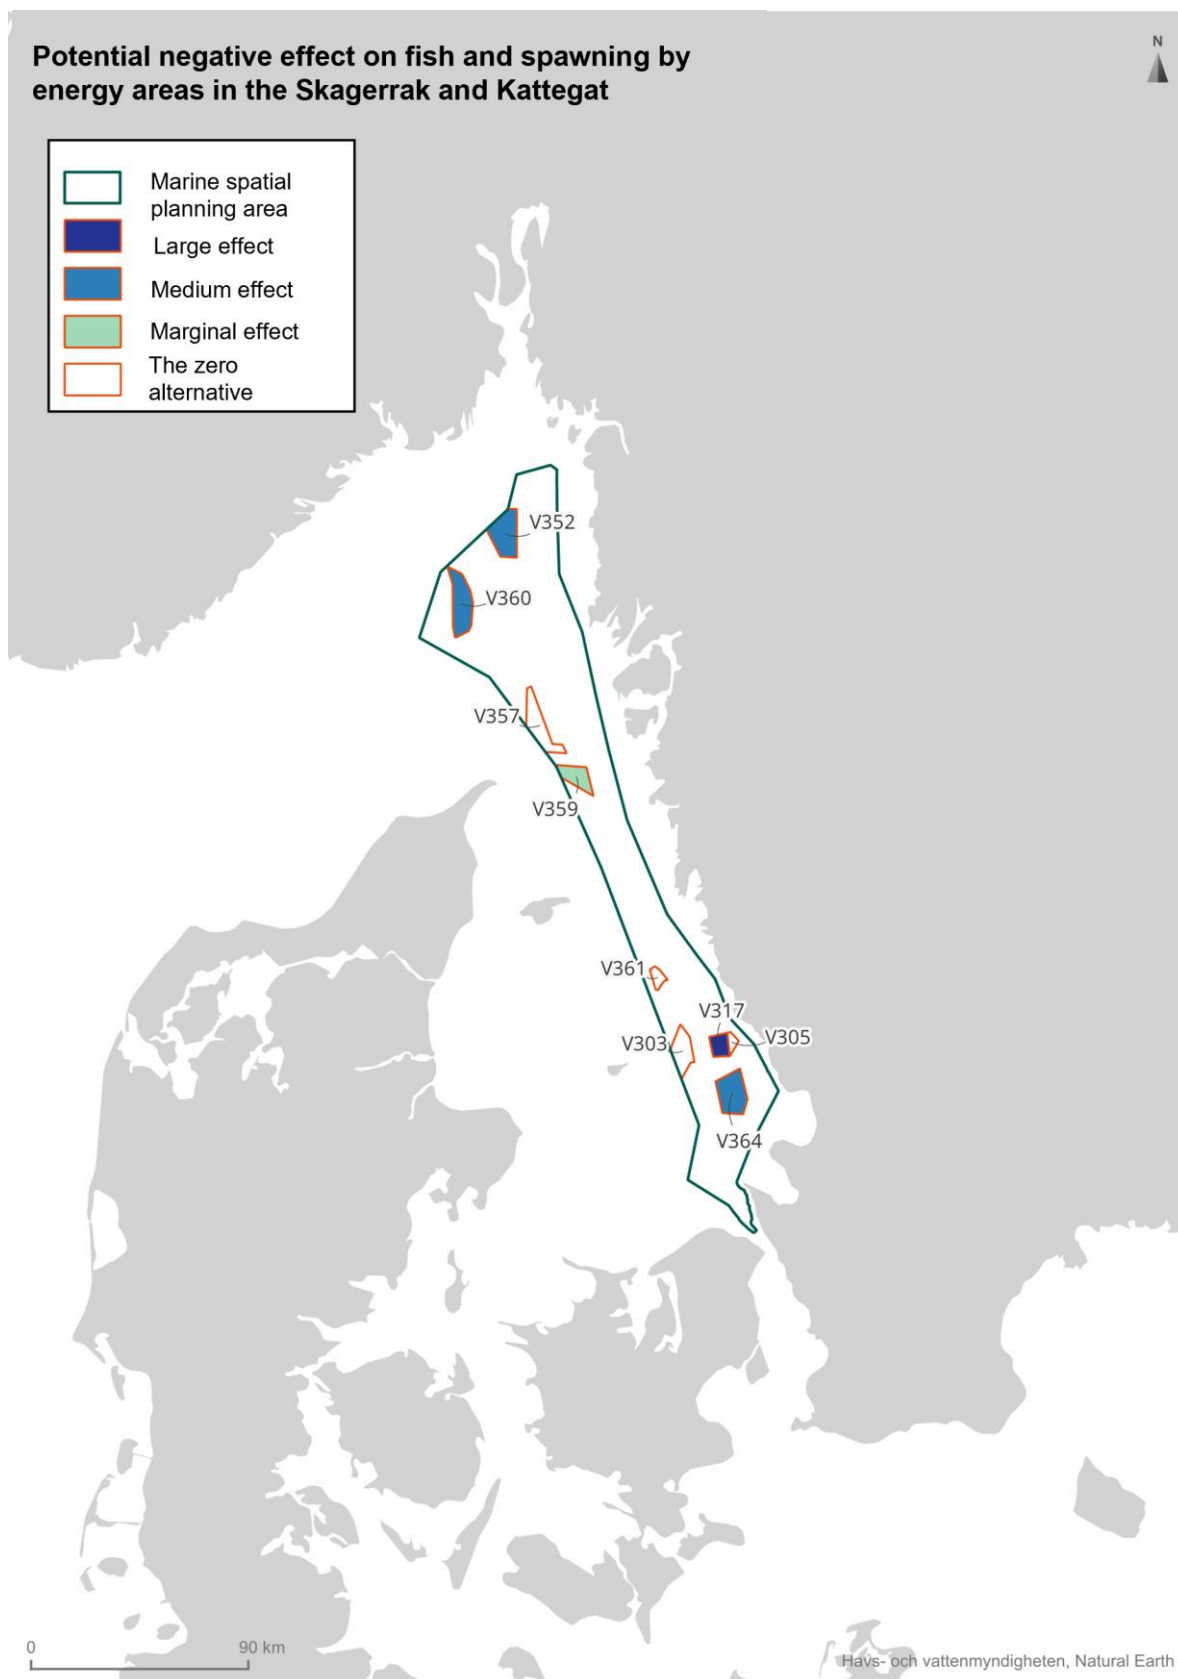 Potential negative effect on fish and spawning by
energy areas in the Skagerrak and Kattegat
N
Marine spatial
planning area
Large effect
Medium effect
Marginal effect
The zero
alternative
V352
V360
V357
V359
V361
V317
V303
V305
V364
0
90 km
Havs- och vattenmyndigheten, Natural Earth